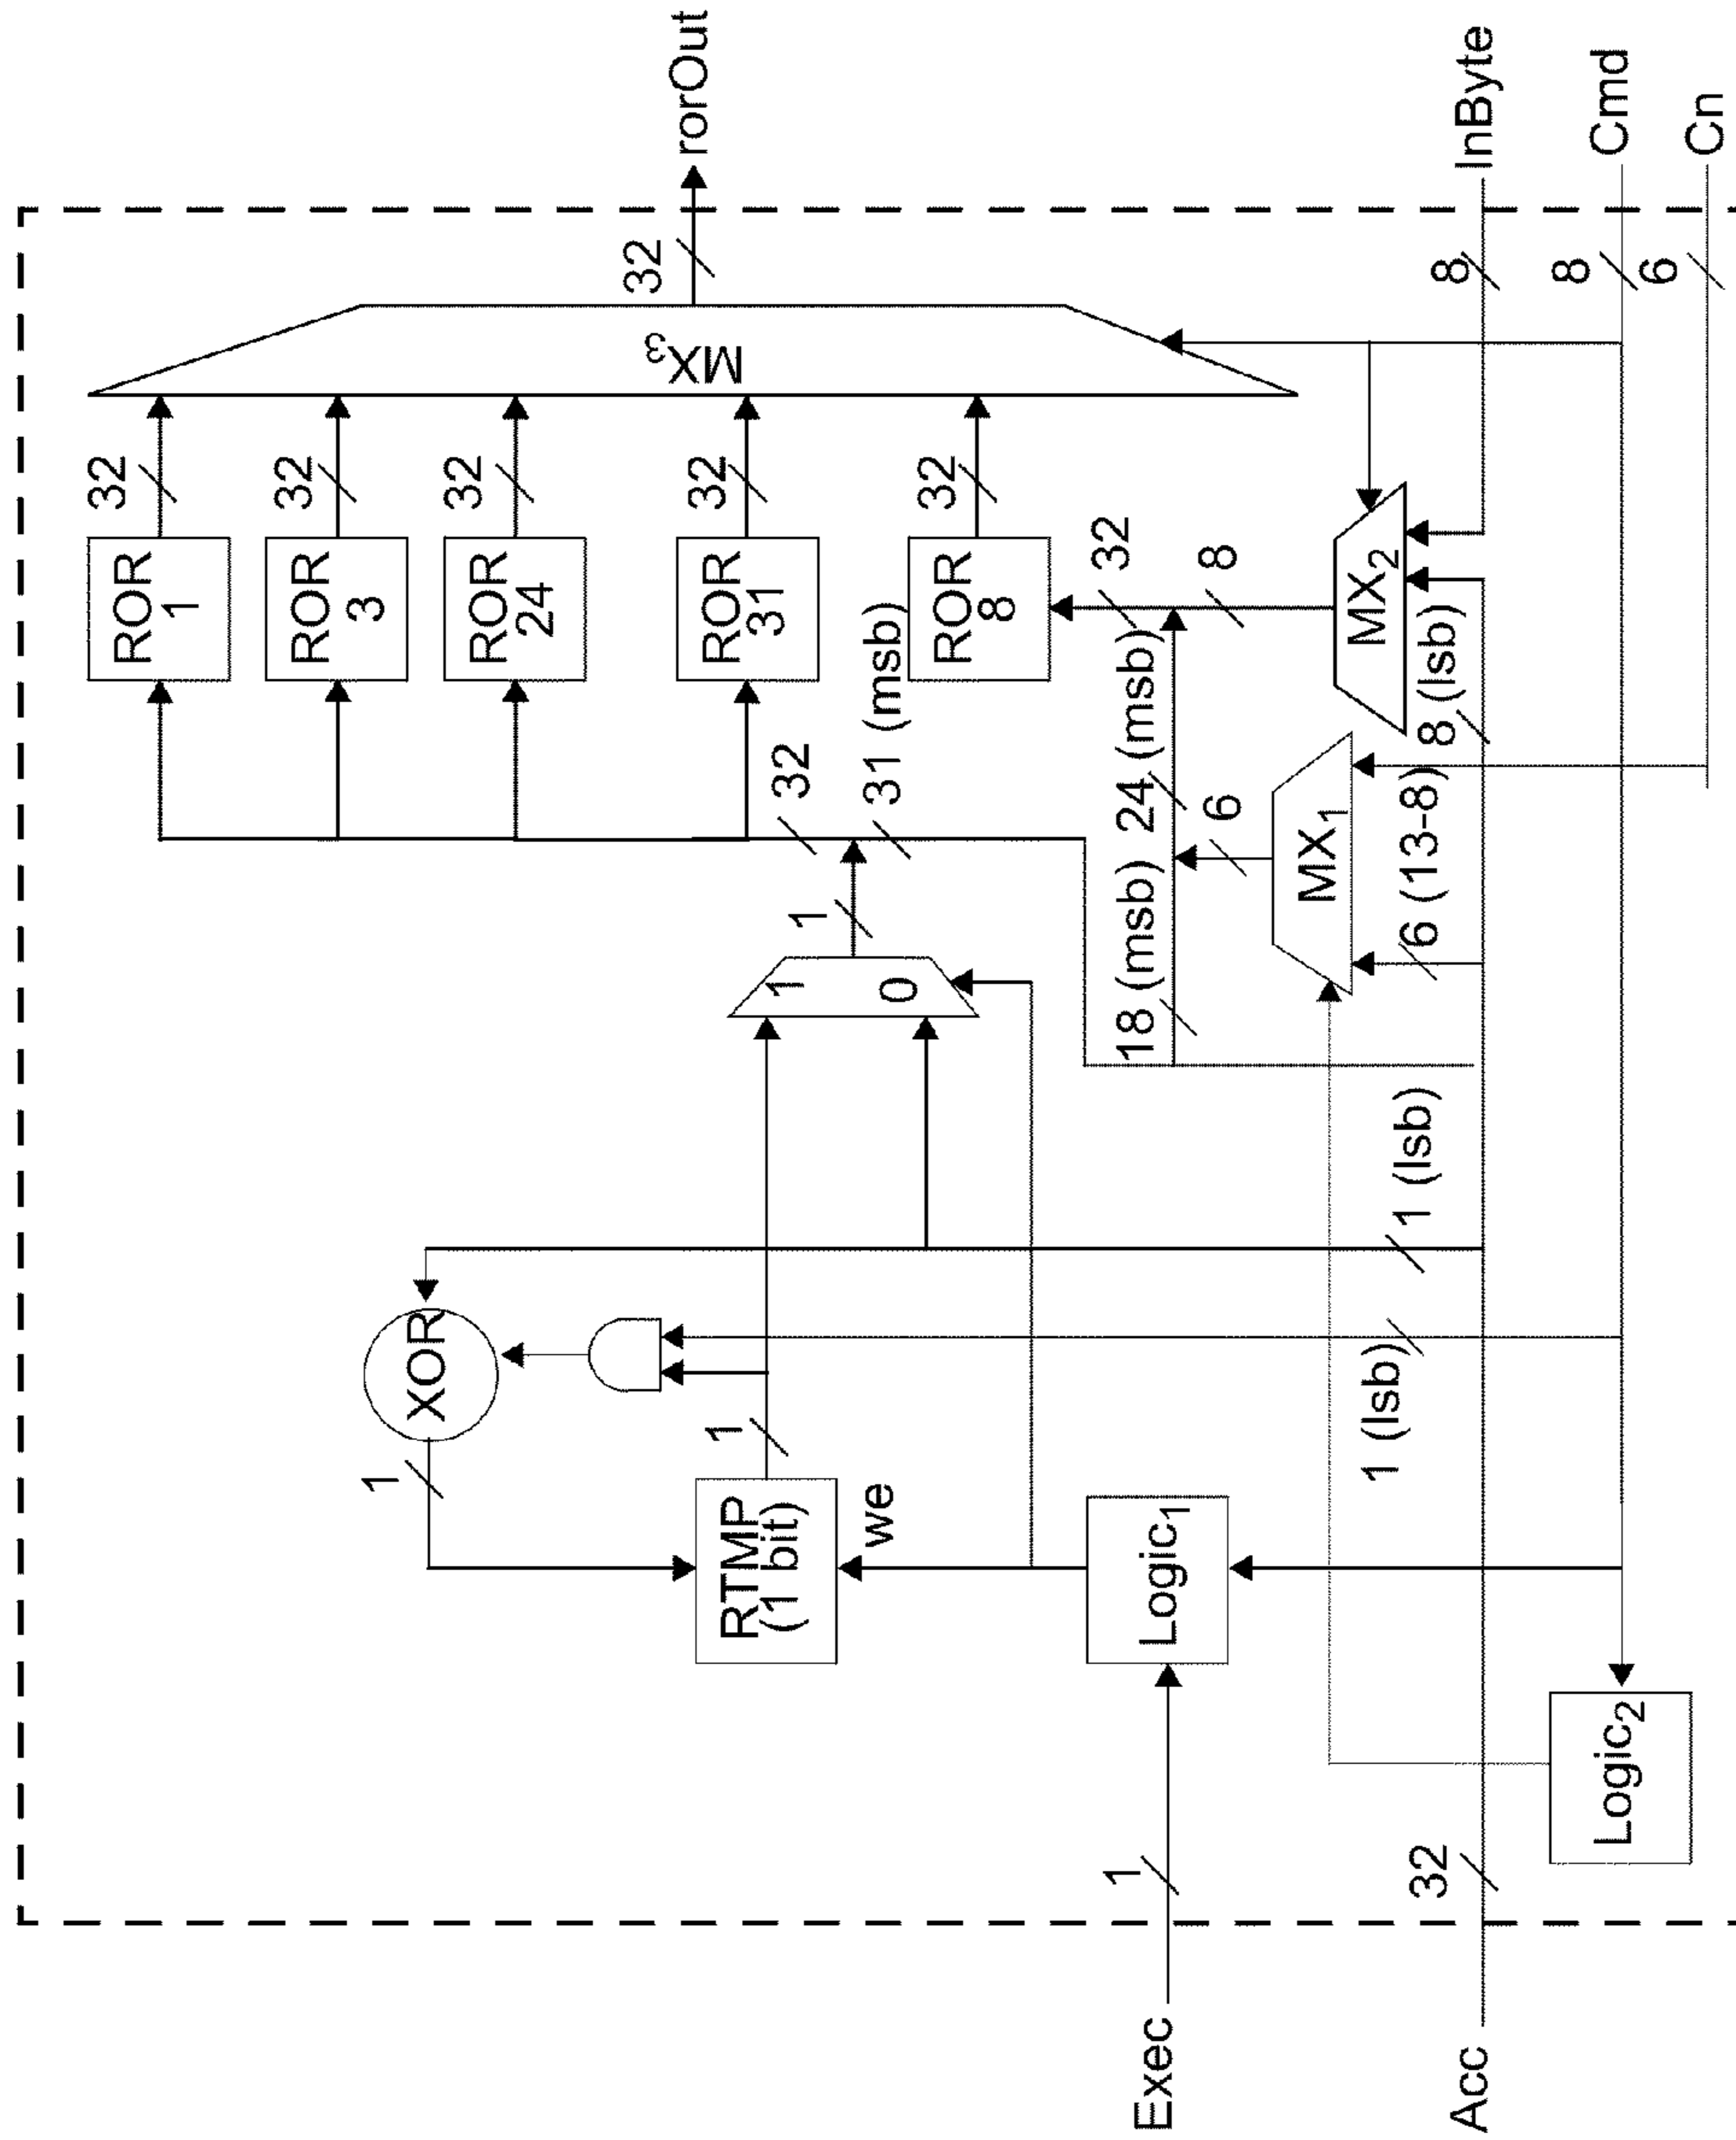 rorOut
InByte
Cmd
Cn
32
8
8
6
MX3
32
32
32
32
32
ROR
1
ROR
3
ROR
24
ROR
31
ROR
8
32
31 (msb)
32
8
18 (msb)
24 (msb)
6
MX1
MX2
6 (13-8)
8 (lsb)
1
1
0
XOR
1
1
RTMP
(1 bit)
we
Logic1
1 (lsb)
1 (lsb)
Logic2
1
32
Exec
Acc